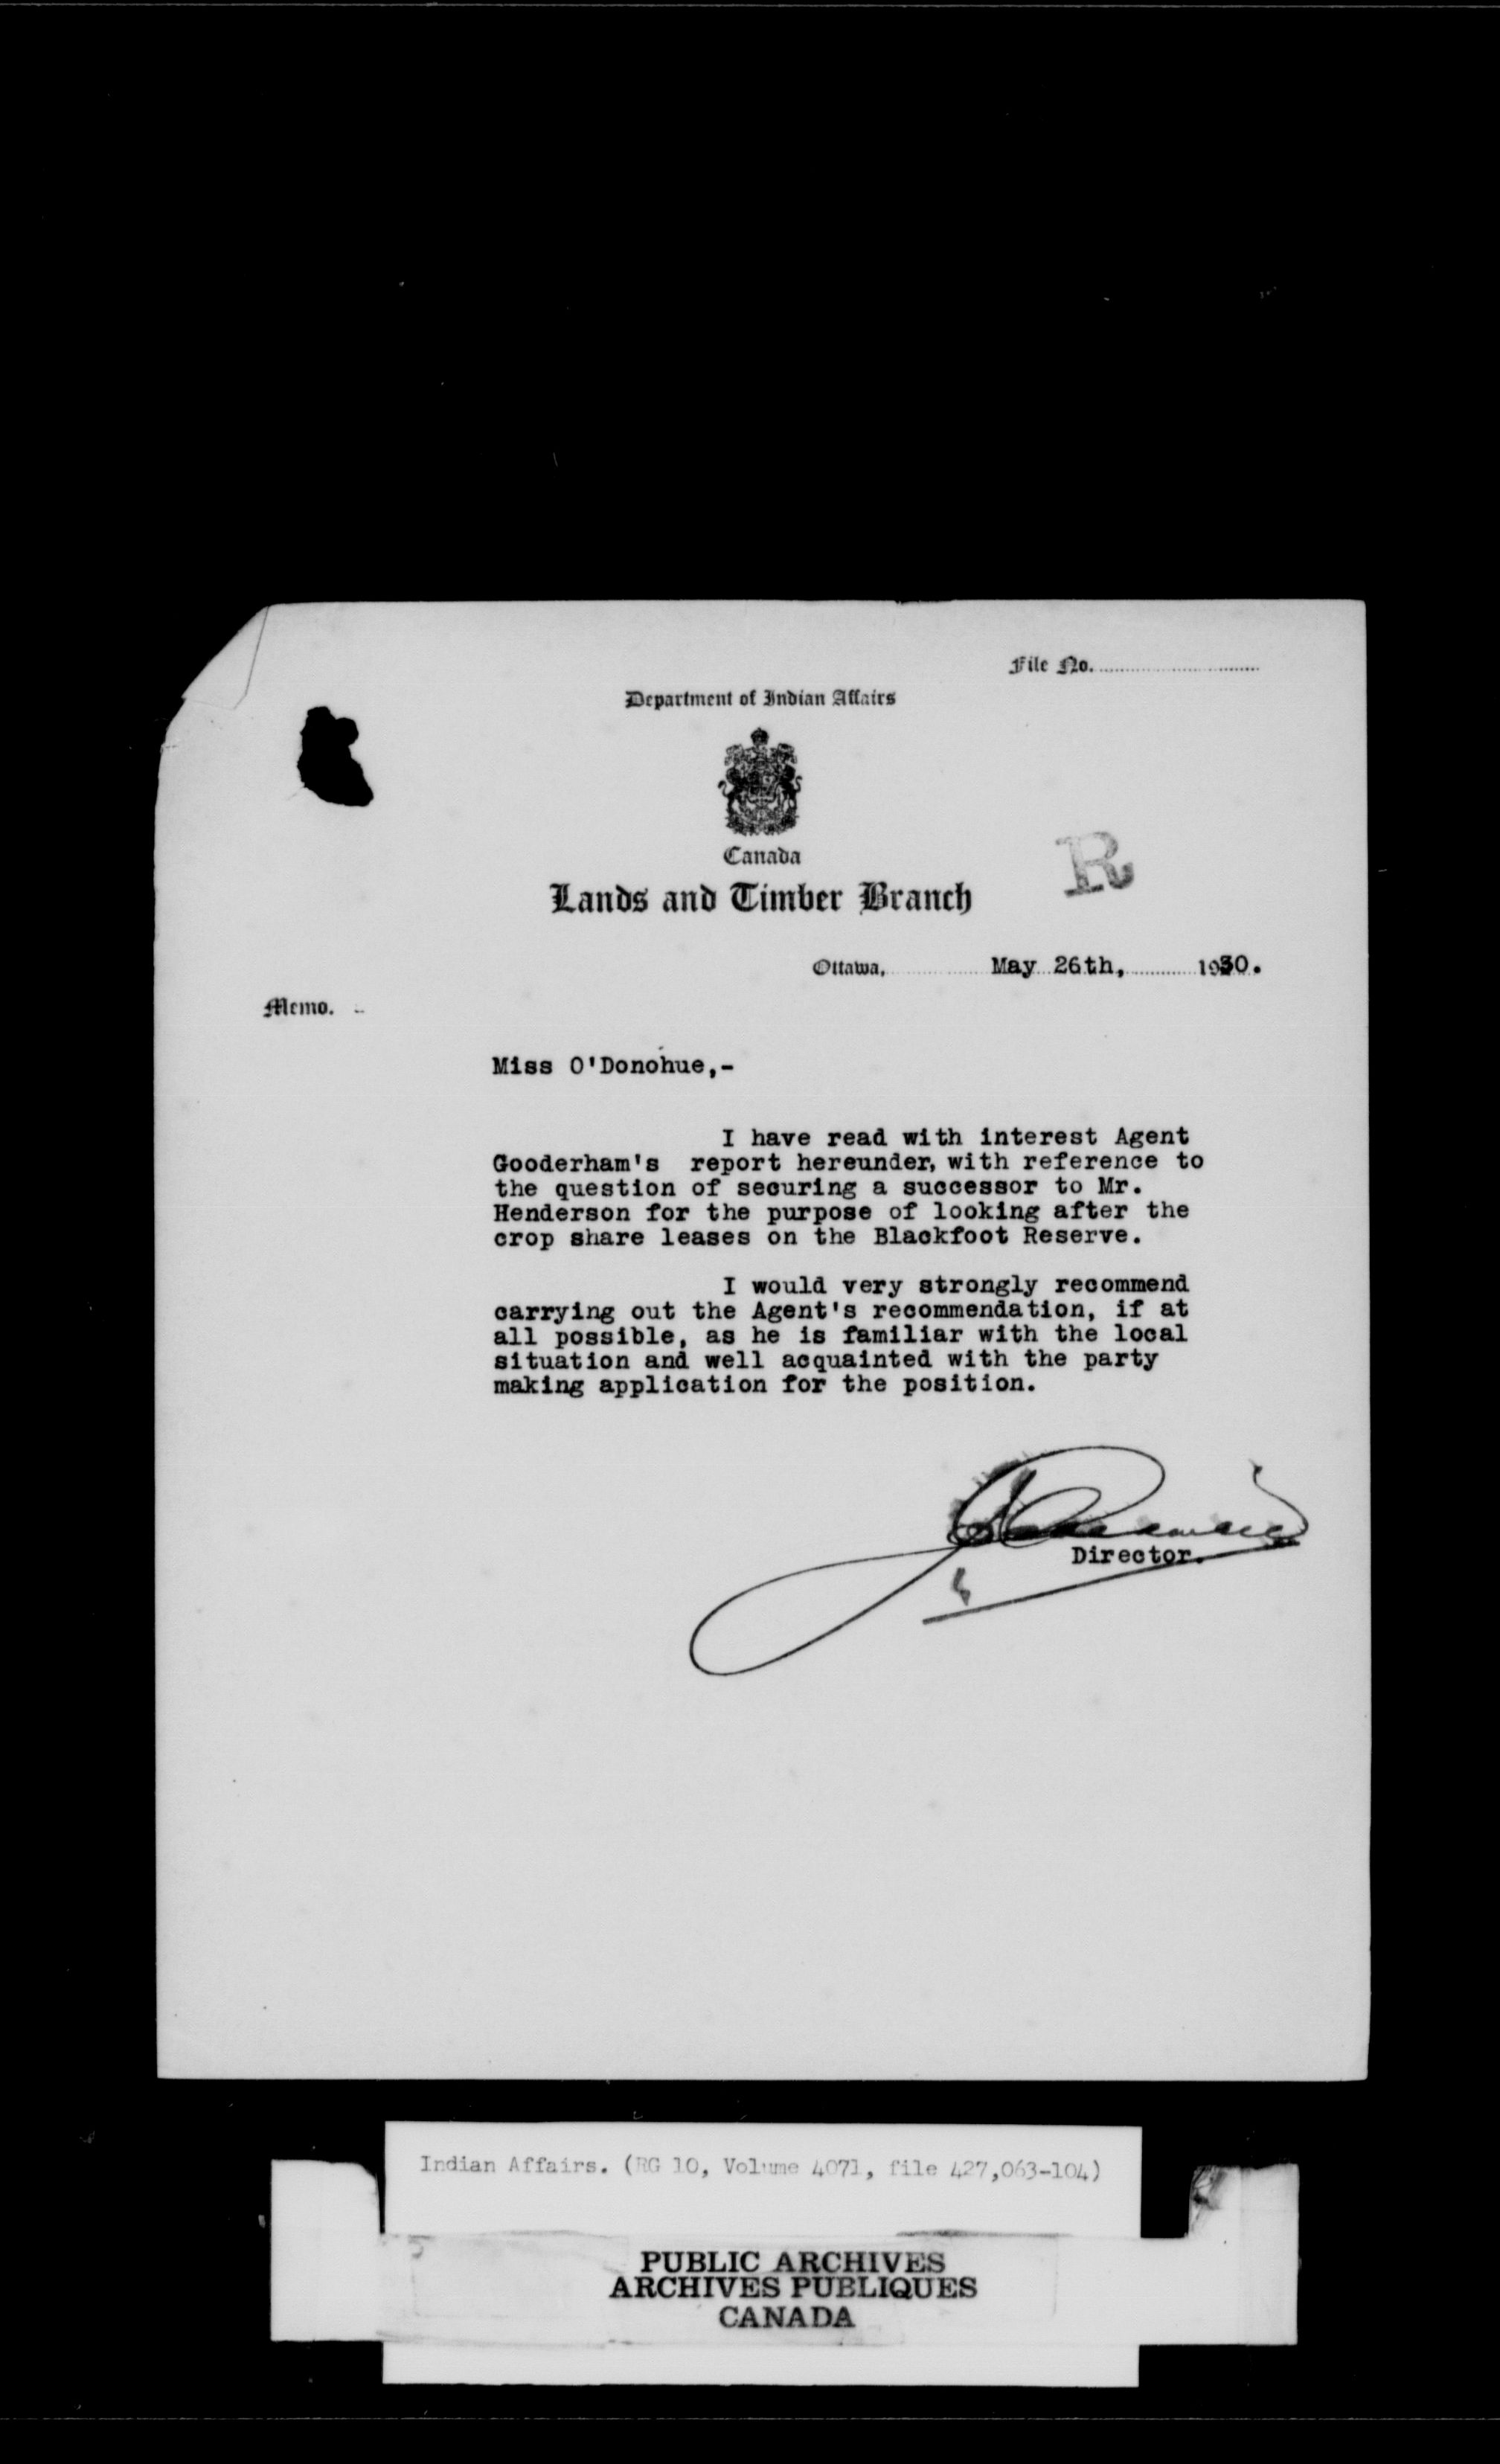 File No.
Department of Indian Affairs
Canada
Lands and Timber Branch
R
Ottawa, May 26th, 1930.
Memo.
Miss O'Donohue,-
I have read with interest Agent
Gooderham's report hereunder, with reference to
the question of securing a successor to Mr.
Henderson for the purpose of looking after the
crop share leases on the Blackfoot Reserve.
I would very strongly recommend
carrying out the Agent's recommendation, if at
all possible, as he is familiar with the local
situation and well acquainted with the party
making application for the position.
Director.
Indian Affairs. (RG 10, Volume 4071, file 427,063-104)
PUBLIC ARCHIVES
ARCHIVES PUBLIQUES
CANADA